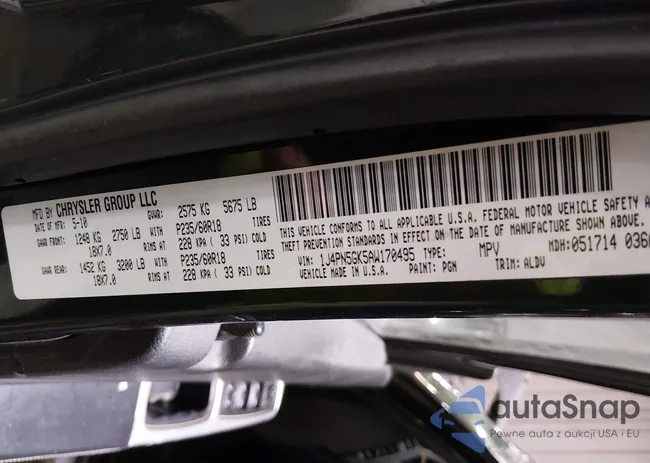 MFD BY CHRYSLER GROUP LLC
DATE OF MFR: 5-10 GVWR: 2575 KG 5675 LB
GAWR FRONT: 1248 KG 2750 LB P235/60R18 TIRES
18X7.0 RIMS AT 228 KPA ( 33 PSI) COLD
GAWR REAR: 1452 KG 3200 LB P235/60R18 TIRES
18X7.0 RIMS AT 228 KPA ( 33 PSI) COLD
THIS VEHICLE CONFORMS TO ALL APPLICABLE U.S.A. FEDERAL MOTOR VEHICLE SAFETY A
THEFT PREVENTION STANDARDS IN EFFECT ON THE DATE OF MANUFACTURE SHOWN ABOVE.
VIN: 1J4PN5GK5AW170495 TYPE: MPV MDH: 051714 036
VEHICLE MADE IN U.S.A. PAINT: PGN TRIM: ALDV
autaSnap
Pewne auta z aukcji USA i EU